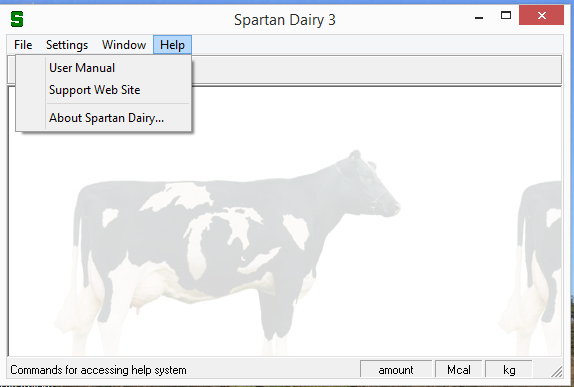 S Spartan Dairy 3
File Settings Window Help
User Manual
Support Web Site
About Spartan Dairy...
Commands for accessing help system amount Mcal kg